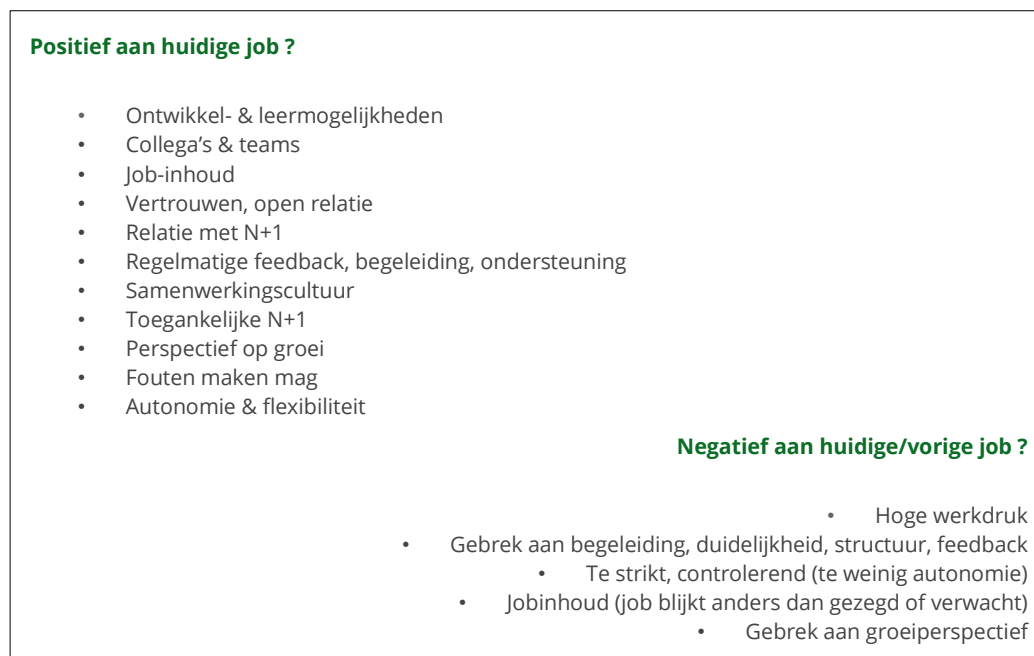 Positief aan huidige job ?
• Ontwikkel- & leermogelijkheden
• Collega's & teams
• Job-inhoud
• Vertrouwen, open relatie
• Relatie met N+1
• Regelmatige feedback, begeleiding, ondersteuning
• Samenwerkingscultuur
• Toegankelijke N+1
• Perspectief op groei
• Fouten maken mag
• Autonomie & flexibiliteit
Negatief aan huidige/vorige job ?
• Hoge werkdruk
• Gebrek aan begeleiding, duidelijkheid, structuur, feedback
• Te strikt, controlerend (te weinig autonomie)
• Jobinhoud (job blijkt anders dan gezegd of verwacht)
• Gebrek aan groeiperspectief